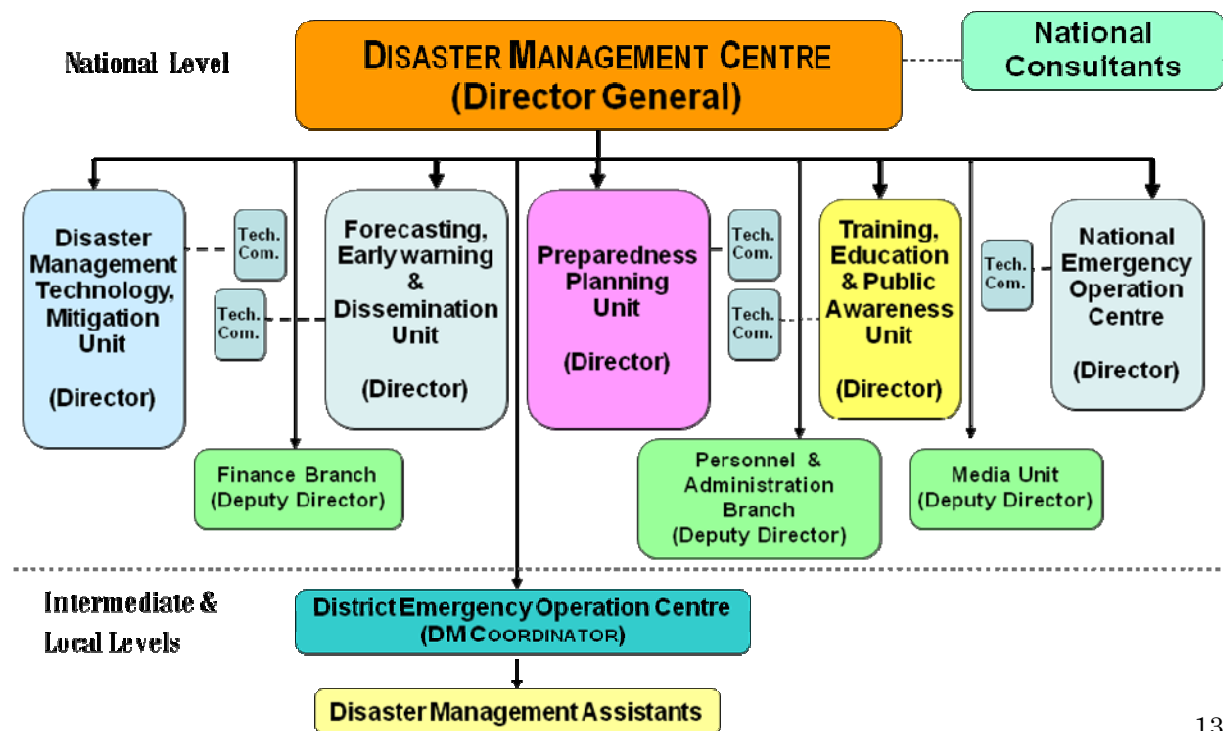 National Level
DISASTER MANAGEMENT CENTRE
(Director General)
National
Consultants
Disaster
Management
Technology,
Mitigation
Unit
(Director)
Tech.
Com.
Tech.
Com.
Forecasting,
Early warning
&
Dissemination
Unit
(Director)
Preparedness
Planning
Unit
(Director)
Tech.
Com.
Tech.
Com.
Training,
Education
& Public
Awareness
Unit
(Director)
Tech.
Com.
National
Emergency
Operation
Centre
(Director)
Finance Branch
(Deputy Director)
Personnel &
Administration
Branch
(Deputy Director)
Media Unit
(Deputy Director)
Intermediate &
Local Levels
District Emergency Operation Centre
(DM COORDINATOR)
Disaster Management Assistants
13